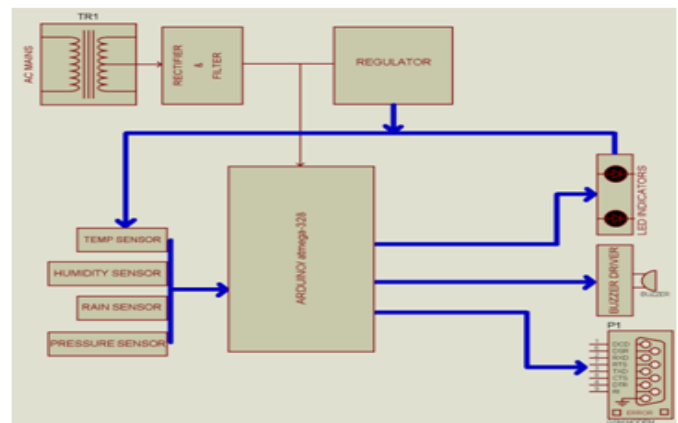 TR1
AC MAINS
RECTIFIER
&
FILTER
REGULATOR
ARDUINO/ atmega-328
TEMP SENSOR
HUMIDITY SENSOR
RAIN SENSOR
PRESSURE SENSOR
LED INDICATORS
BUZZER DRIVER
BUZZER
P1
DCD
DSR
RXD
RTS
TXD
CTS
DTR
RI
ERROR